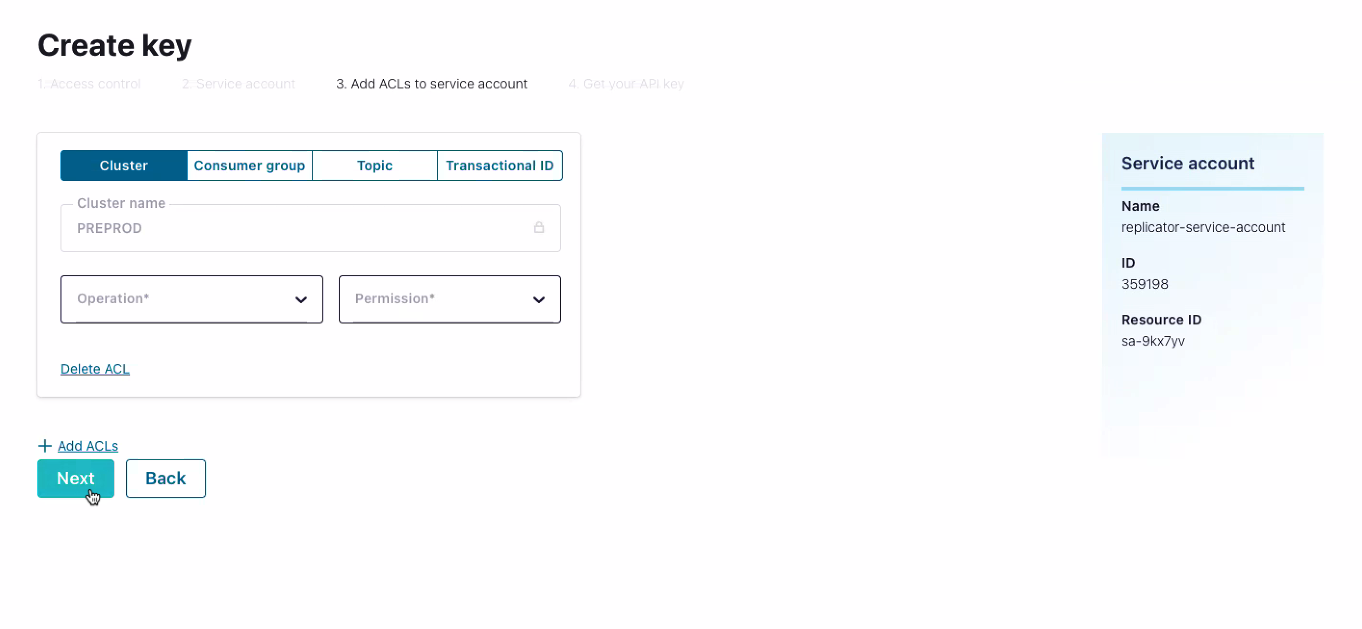 Create key
1. Access control 2. Service account 3. Add ACLs to service account 4. Get your API key
Cluster Consumer group Topic Transactional ID
Cluster name
PREPROD
Operation* Permission*
Delete ACL
Add ACLs
Next Back
Service account
Name
replicator-service-account
ID
359198
Resource ID
sa-9kx7yv